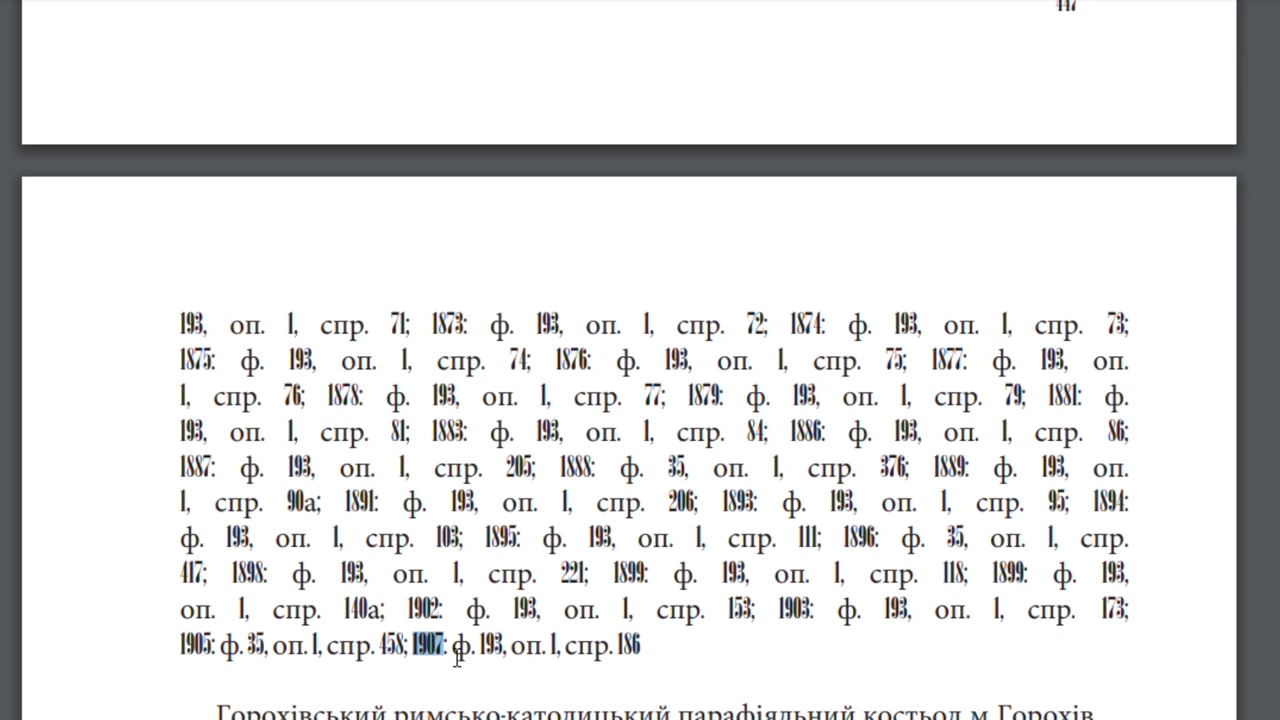 447
193, оп. 1, спр. 71; 1873: ф. 193, оп. 1, спр. 72; 1874: ф. 193, оп. 1, спр. 73;
1875: ф. 193, оп. 1, спр. 74; 1876: ф. 193, оп. 1, спр. 75; 1877: ф. 193, оп.
1, спр. 76; 1878: ф. 193, оп. 1, спр. 77; 1879: ф. 193, оп. 1, спр. 79; 1881: ф.
193, оп. 1, спр. 81; 1883: ф. 193, оп. 1, спр. 84; 1886: ф. 193, оп. 1, спр. 86;
1887: ф. 193, оп. 1, спр. 205; 1888: ф. 35, оп. 1, спр. 376; 1889: ф. 193, оп.
1, спр. 90а; 1891: ф. 193, оп. 1, спр. 206; 1893: ф. 193, оп. 1, спр. 95; 1894:
ф. 193, оп. 1, спр. 103; 1895: ф. 193, оп. 1, спр. 111; 1896: ф. 35, оп. 1, спр.
417; 1898: ф. 193, оп. 1, спр. 221; 1899: ф. 193, оп. 1, спр. 118; 1899: ф. 193,
оп. 1, спр. 140а; 1902: ф. 193, оп. 1, спр. 153; 1903: ф. 193, оп. 1, спр. 173;
1905: ф. 35, оп. 1, спр. 458; 1907: ф. 193, оп. 1, спр. 186
Горохівський римсько-католицький парафіяльний костьол м. Горохів